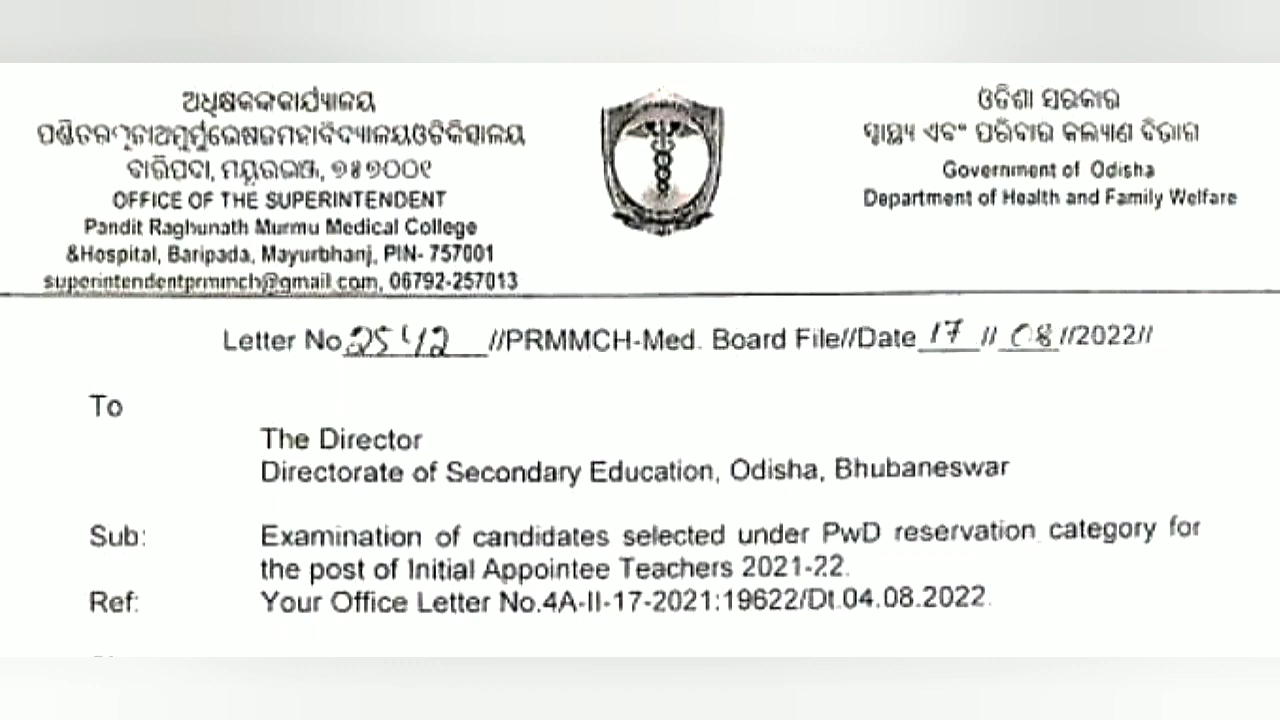 ଅଧିକ୍ଷକଙ୍କକାର୍ଯ୍ୟାଳୟ
ବାରିପଦା, ମୟୂରଭଞ୍ଜ, ୭୫୭୦୦୧
OFFICE OF THE SUPERINTENDENT
Pandit Raghunath Murmu Medical College
&Hospital, Baripada, Mayurbhanj, PIN- 757001
superintendentprmmch@gmail.com, 06792-257013
ଓଡିଶା ସରକାର
ସ୍ୱାସ୍ଥ୍ୟ ଏବଂ ପରିବାର କଲ୍ୟାଣ ବିଭାଗ
Government of Odisha
Department of Health and Family Welfare
Letter No 2542 //PRMMCH-Med. Board File//Date 17 // 08 //2022//
To
The Director
Directorate of Secondary Education, Odisha, Bhubaneswar
Sub: Examination of candidates selected under PwD reservation category for
the post of Initial Appointee Teachers 2021-22.
Ref: Your Office Letter No.4A-II-17-2021:19622/Dt.04.08.2022.